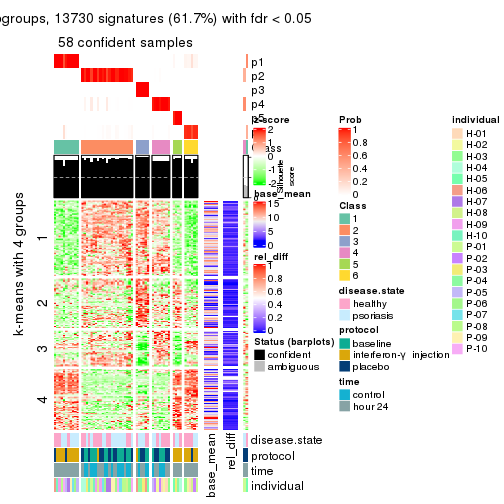 ogroups, 13730 signatures (61.7%) with fdr < 0.05
58 confident samples
p1
p2
p3
p4
p5
p6
Class
Silhouette
score
k-means with 4 groups
1
2
3
4
base_mean
rel_diff
disease.state
protocol
time
individual
z-score
2
1
0
-1
-2
base_mean
15
10
5
0
rel_diff
1
0.8
0.6
0.4
0.2
0
Status (barplots)
confident
ambiguous
Prob
1
0.8
0.6
0.4
0.2
0
Class
1
2
3
4
5
6
disease.state
healthy
psoriasis
protocol
baseline
interferon-γ injection
placebo
time
control
hour 24
individual
H-01
H-02
H-03
H-04
H-05
H-06
H-07
H-08
H-09
H-10
P-01
P-02
P-03
P-04
P-05
P-06
P-07
P-08
P-09
P-10